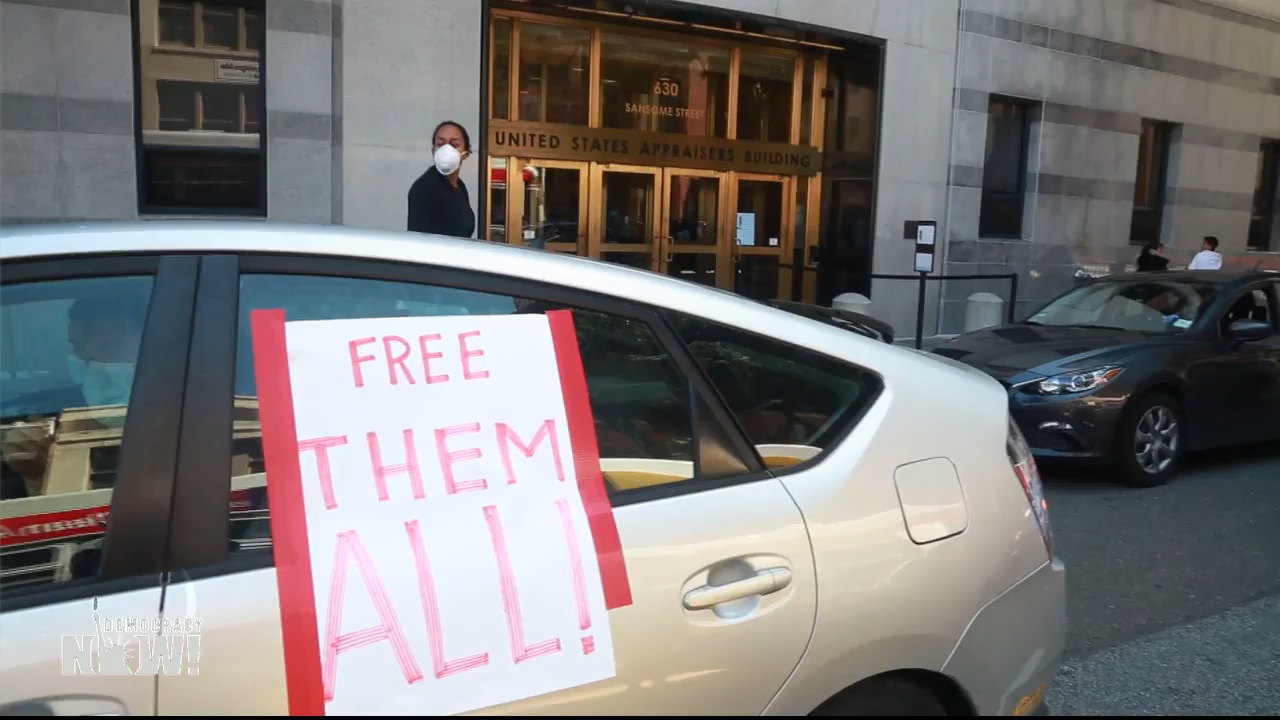 630
SANSOME STREET
UNITED STATES APPRAISERS BUILDING
FREE
THEM
ALL!
DEMOCRACY
NOW!